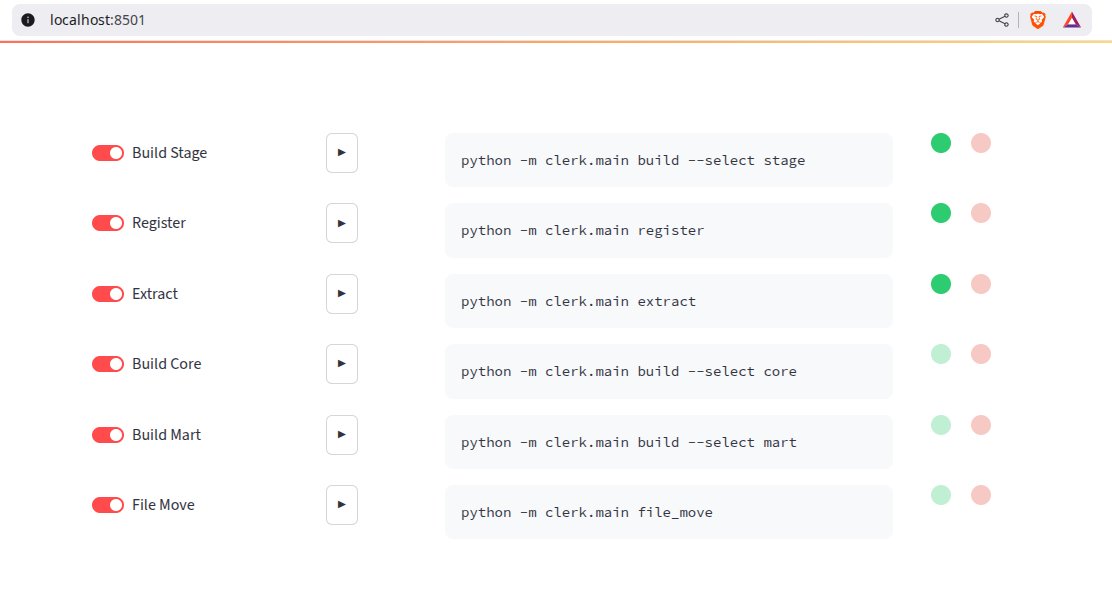 localhost:8501
Build Stage
python -m clerk.main build --select stage
Register
python -m clerk.main register
Extract
python -m clerk.main extract
Build Core
python -m clerk.main build --select core
Build Mart
python -m clerk.main build --select mart
File Move
python -m clerk.main file_move